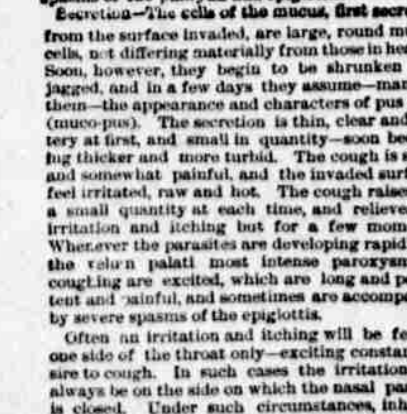 Secretion—The cells of the mucus, first secr
from the surface invaded, are large, round mu
cells, not differing materially from those in hea
Soon, however, they begin to be shrunken
jagged, and in a few days they assume—mar
them—the appearance and characters of pus
(muco-pus). The secretion is thin, clear and
tery at first, and small in quantity—soon be
ing thicker and more turbid. The cough is s
and somewhat painful, and the invaded surf
feel irritated, raw and hot. The cough raise
a small quantity at each time, and relieve
irritation and itching but for a few mom
Whenever the parasites are developing rapid
the velum palati most intense paroxysm
coughing are excited, which are long and p
tent and painful, and sometimes are accompa
by severe spasms of the epiglottis.
Often an irritation and itching will be fe
one side of the throat only—exciting constan
sire to cough. In such cases the irritation
always be on the side on which the nasal pas
is closed. Under such circumstances, inh